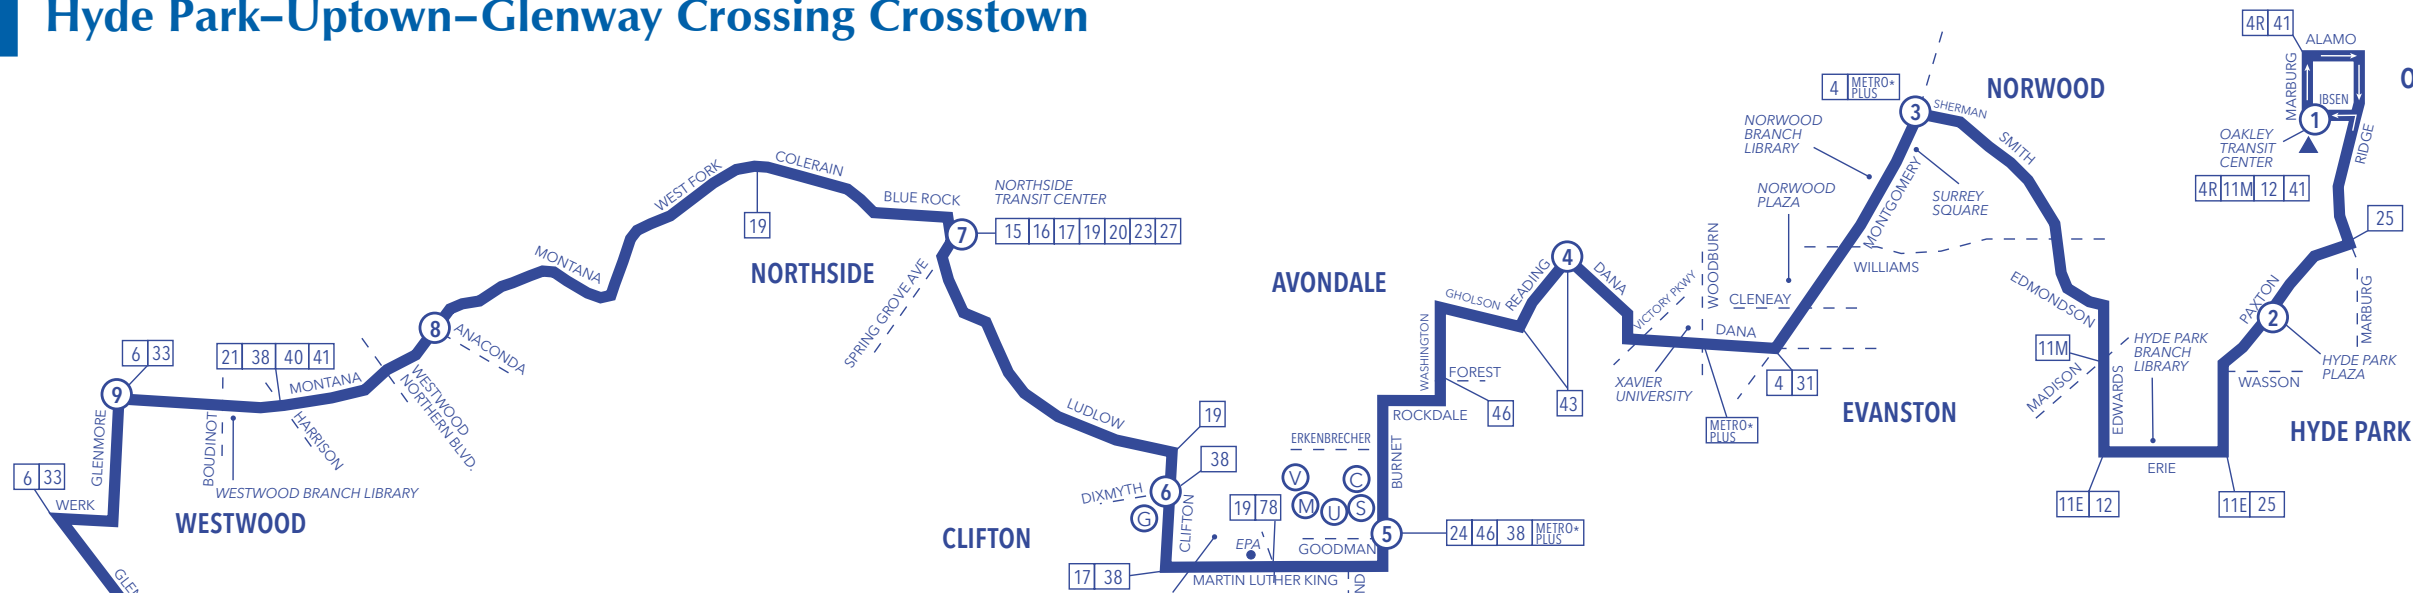 Hyde Park–Uptown–Glenway Crossing Crosstown
4R 41
ALAMO
MARBURG
IBSEN
1
RIDGE
OAKLEY
TRANSIT
CENTER
4R 11M 12 41
25
PAXTON
2
MARBURG
HYDE PARK
PLAZA
WASSON
HYDE PARK
11E 25
ERIE
HYDE PARK
BRANCH
LIBRARY
11E 12
EDWARDS
MADISON
11M
EDMONDSON
SMITH
SHERMAN
NORWOOD
3
4 METRO*
PLUS
NORWOOD
BRANCH
LIBRARY
SURREY
SQUARE
MONTGOMERY
NORWOOD
PLAZA
WILLIAMS
CLENEAY
WOODBURN
VICTORY PKWY
DANA
4 31
EVANSTON
METRO*
PLUS
XAVIER
UNIVERSITY
DANA
4
READING
GHOLSON
43
AVONDALE
WASHINGTON
FOREST
46
ROCKDALE
BURNET
ERKENBRECHER
V
C
M
U
S
5
24 46 38 METRO*
PLUS
GOODMAN
19 78
EPA
MARTIN LUTHER KING
ND
CLIFTON
17 38
CLIFTON
G
DIXMYTH
6
38
19
LUDLOW
SPRING GROVE AVE
7
NORTHSIDE
TRANSIT CENTER
15 16 17 19 20 23 27
BLUE ROCK
COLERAIN
19
NORTHSIDE
WEST FORK
MONTANA
8
ANACONDA
WESTWOOD
NORTHERN BLVD.
MONTANA
HARRISON
21 38 40 41
BOUDINOT
WESTWOOD BRANCH LIBRARY
WESTWOOD
9
6 33
GLENMORE
6 33
WERK
GLEN
O